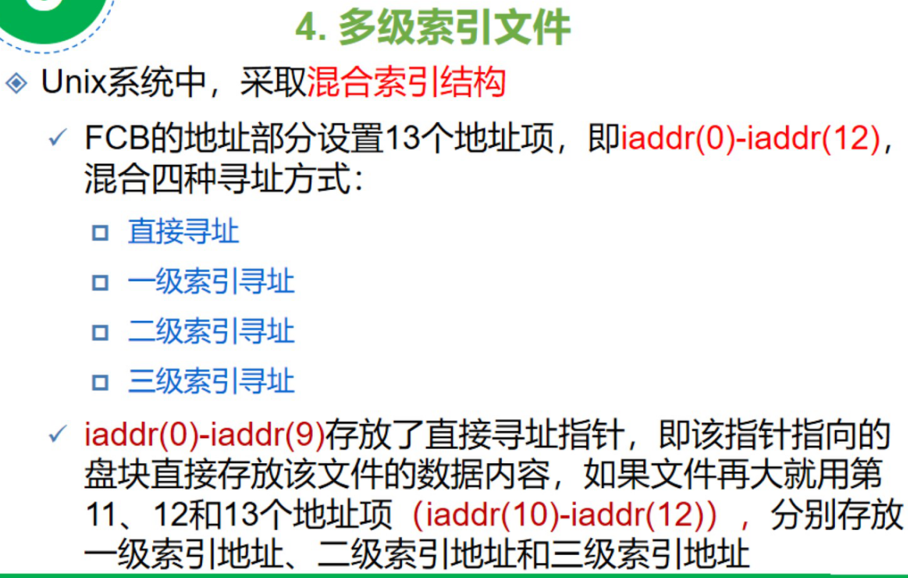 4. 多级索引文件
Unix系统中，采取混合索引结构
FCB的地址部分设置13个地址项，即iaddr(0)-iaddr(12)，
混合四种寻址方式：
直接寻址
一级索引寻址
二级索引寻址
三级索引寻址
iaddr(0)-iaddr(9)存放了直接寻址指针，即该指针指向的
盘块直接存放该文件的数据内容，如果文件再大就用第
11、12和13个地址项（iaddr(10)-iaddr(12)），分别存放
一级索引地址、二级索引地址和三级索引地址